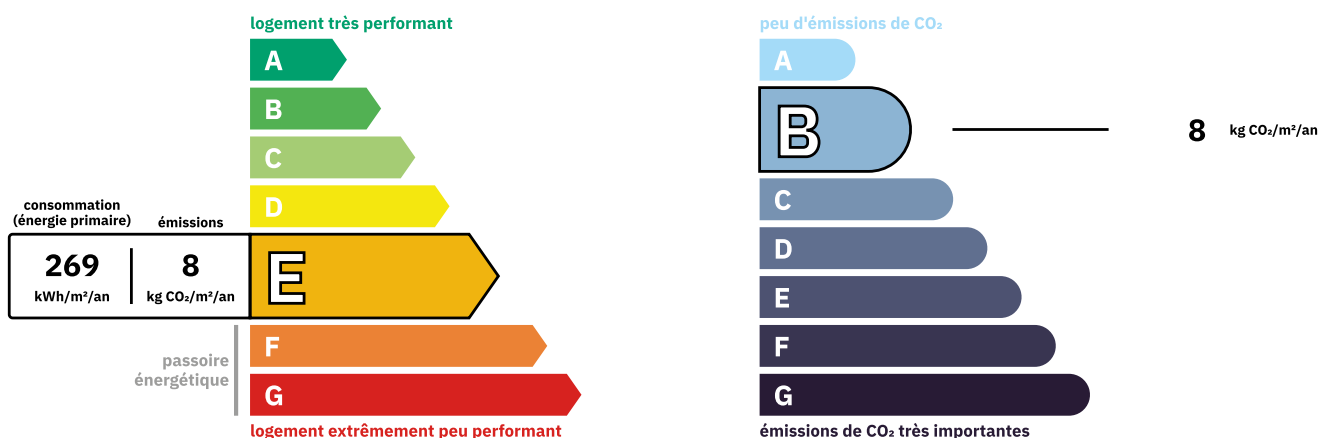 logement très performant
A
B
C
D
consommation
(énergie primaire)
émissions
269
kWh/m²/an
8
kg CO₂/m²/an
E
passoire
énergétique
F
G
logement extrêmement peu performant
peu d'émissions de CO₂
A
B
8 kg CO₂/m²/an
C
D
E
F
G
émissions de CO₂ très importantes